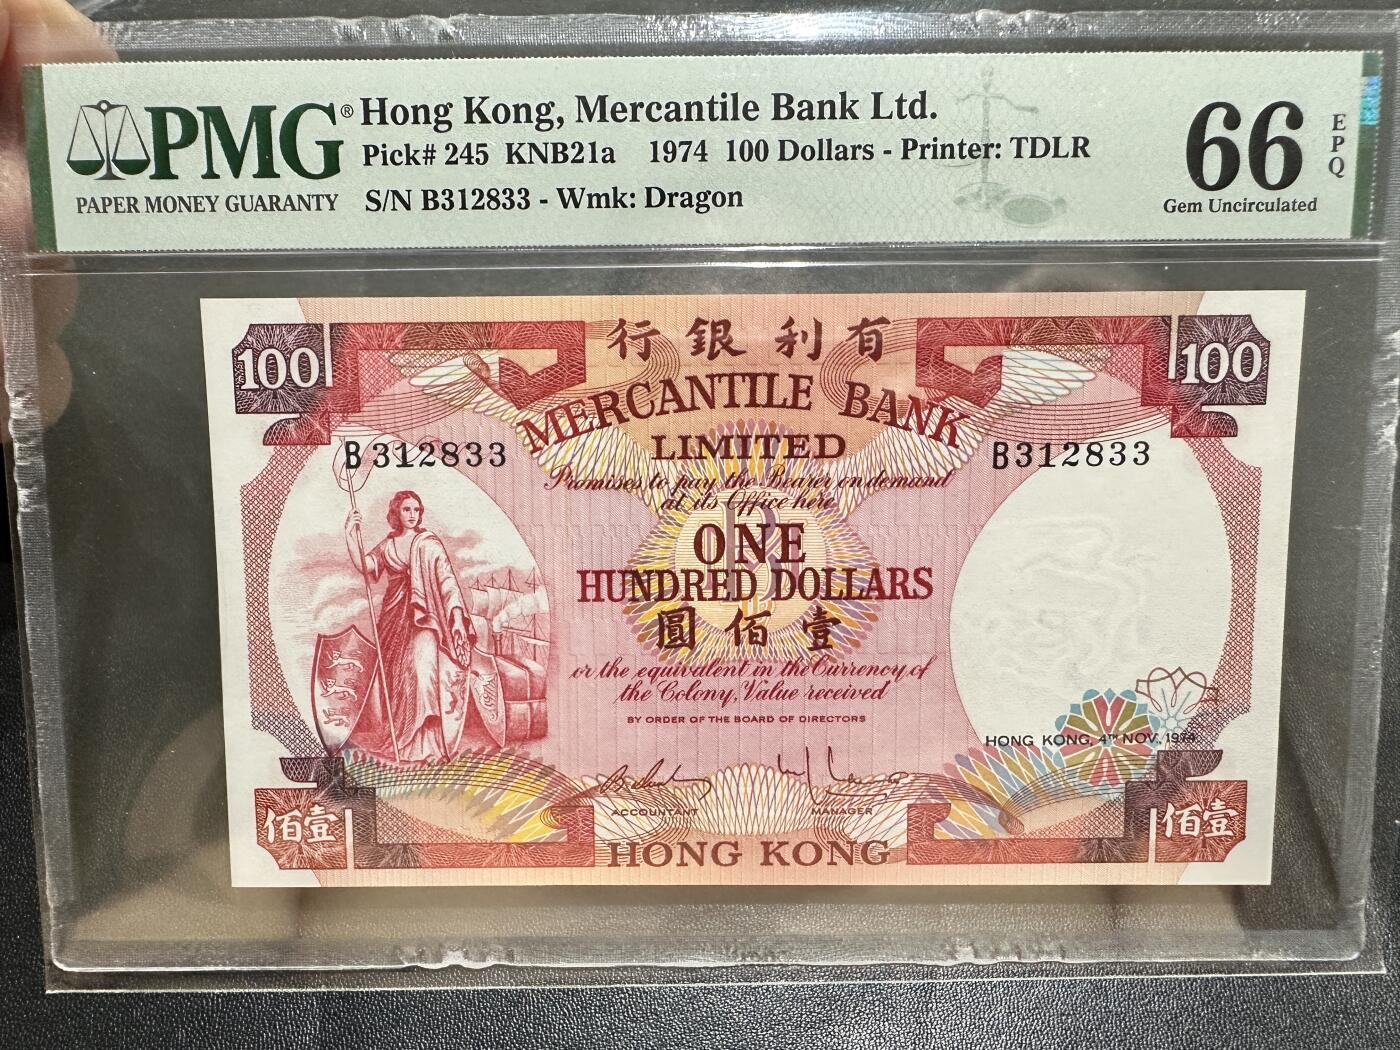 PMG®
PAPER MONEY GUARANTY
Hong Kong, Mercantile Bank Ltd.
Pick# 245 KNB21a 1974 100 Dollars - Printer: TDLR
S/N B312833 - Wmk: Dragon
66 EPQ
Gem Uncirculated
行銀利有
100 100
MERCANTILE BANK
LIMITED
B312833 B312833
Promises to pay the Bearer on demand
at its Office here
ONE
HUNDRED DOLLARS
圓佰壹
or the equivalent in the Currency of
the Colony, Value received
BY ORDER OF THE BOARD OF DIRECTORS
HONG KONG, 4TH NOV., 1974.
ACCOUNTANT MANAGER
佰壹 佰壹
HONG KONG